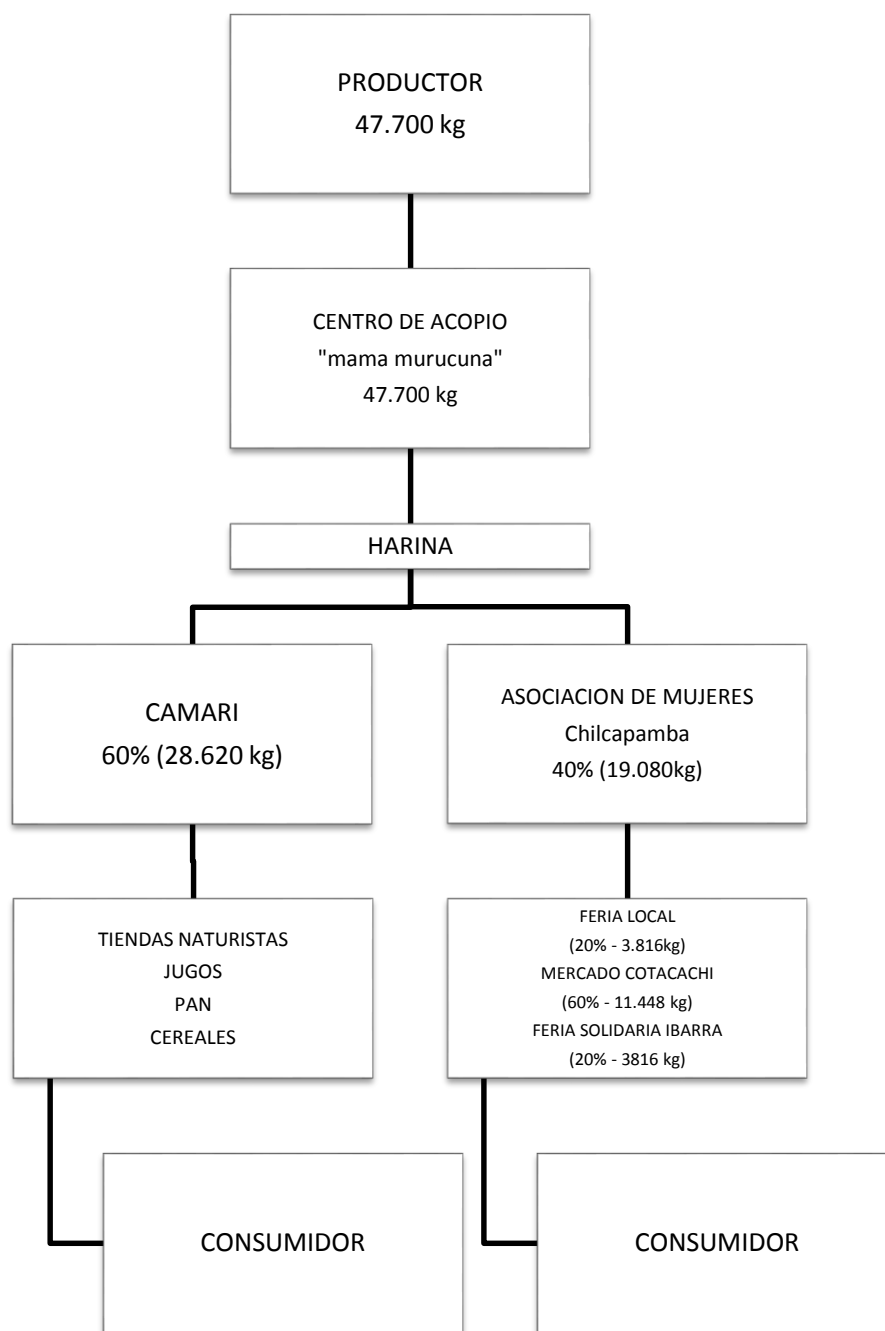 PRODUCTOR
47.700 kg
CENTRO DE ACOPIO
"mama murucuna"
47.700 kg
HARINA
CAMARI
60% (28.620 kg)
ASOCIACION DE MUJERES
Chilcapamba
40% (19.080kg)
TIENDAS NATURISTAS
JUGOS
PAN
CEREALES
FERIA LOCAL
(20% - 3.816kg)
MERCADO COTACACHI
(60% - 11.448 kg)
FERIA SOLIDARIA IBARRA
(20% - 3816 kg)
CONSUMIDOR
CONSUMIDOR